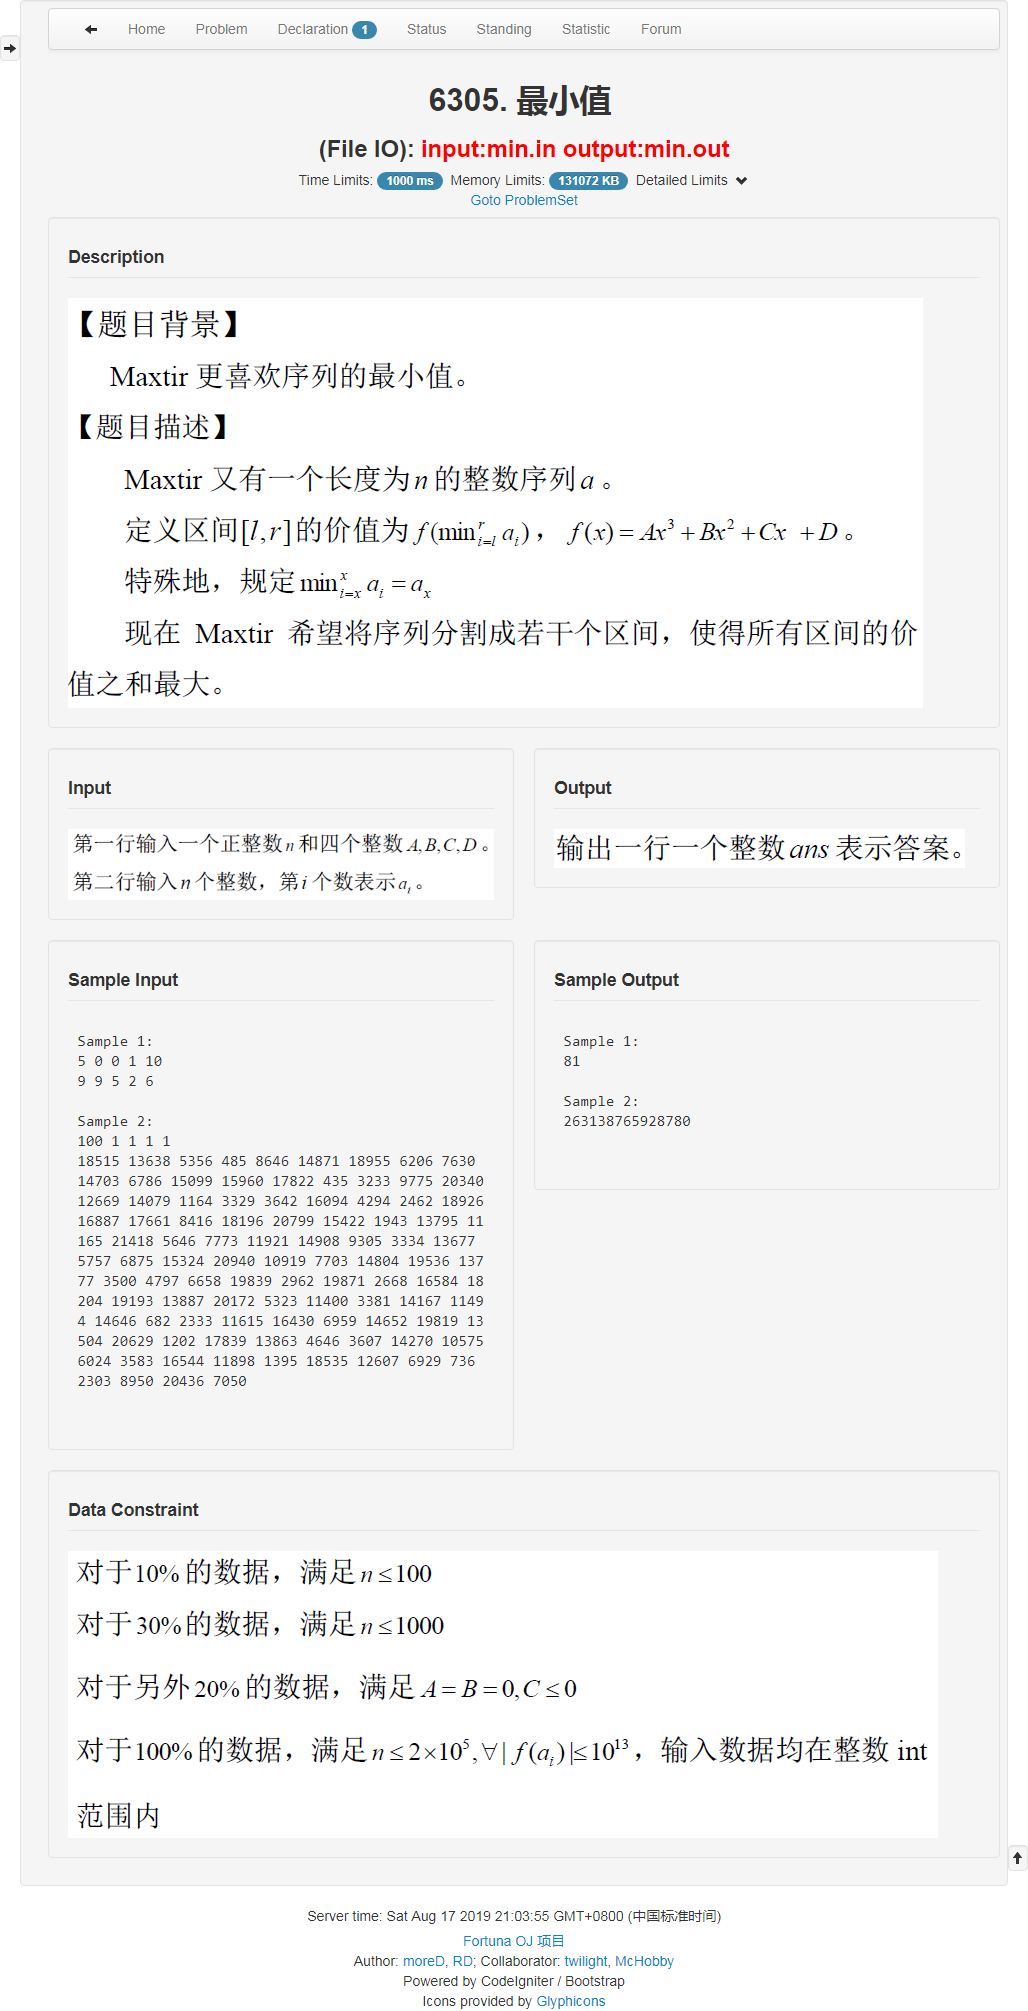 Home Problem Declaration 1 Status Standing Statistic Forum
6305. 最小值
(File IO): input:min.in output:min.out
Time Limits: 1000 ms Memory Limits: 131072 KB Detailed Limits
Goto ProblemSet
Description
【题目背景】
Maxtir 更喜欢序列的最小值。
【题目描述】
Maxtir 又有一个长度为 n 的整数序列 a 。
定义区间[l,r]的价值为 f(min_{i=l}^{r} a_i)，f(x) = Ax³ + Bx² + Cx + D 。
特殊地，规定 min_{i=x}^{x} a_i = a_x
现在 Maxtir 希望将序列分割成若干个区间，使得所有区间的价
值之和最大。
Input
第一行输入一个正整数 n 和四个整数 A,B,C,D 。
第二行输入 n 个整数，第 i 个数表示 a_i 。
Output
输出一行一个整数 ans 表示答案。
Sample Input
Sample 1:
5 0 0 1 10
9 9 5 2 6
Sample 2:
100 1 1 1 1
18515 13638 5356 485 8646 14871 18955 6206 7630
14703 6786 15099 15960 17822 435 3233 9775 20340
12669 14079 1164 3329 3642 16094 4294 2462 18926
16887 17661 8416 18196 20799 15422 1943 13795 11
165 21418 5646 7773 11921 14908 9305 3334 13677
5757 6875 15324 20940 10919 7703 14804 19536 137
77 3500 4797 6658 19839 2962 19871 2668 16584 18
204 19193 13887 20172 5323 11400 3381 14167 1149
4 14646 682 2333 11615 16430 6959 14652 19819 13
504 20629 1202 17839 13863 4646 3607 14270 10575
6024 3583 16544 11898 1395 18535 12607 6929 736
2303 8950 20436 7050
Sample Output
Sample 1:
81
Sample 2:
263138765928780
Data Constraint
对于10%的数据，满足 n ≤100
对于 30%的数据，满足 n ≤1000
对于另外 20% 的数据，满足 A = B = 0, C ≤ 0
对于100% 的数据，满足 n ≤ 2×10⁵, ∀ | f(a_i) |≤ 10¹³，输入数据均在整数 int
范围内
Server time: Sat Aug 17 2019 21:03:55 GMT+0800 (中国标准时间)
Fortuna OJ 项目
Author: moreD, RD; Collaborator: twilight, McHobby
Powered by CodeIgniter / Bootstrap
Icons provided by Glyphicons